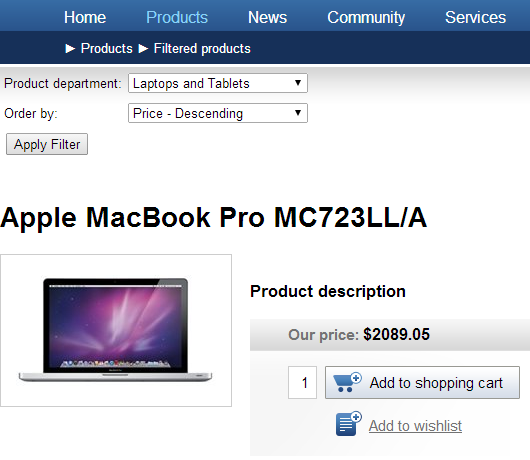 Home Products News Community Services
► Products ► Filtered products
Product department: Laptops and Tablets ▼
Order by: Price - Descending ▼
Apply Filter
Apple MacBook Pro MC723LL/A
Product description
Our price: $2089.05
1 Add to shopping cart
Add to wishlist